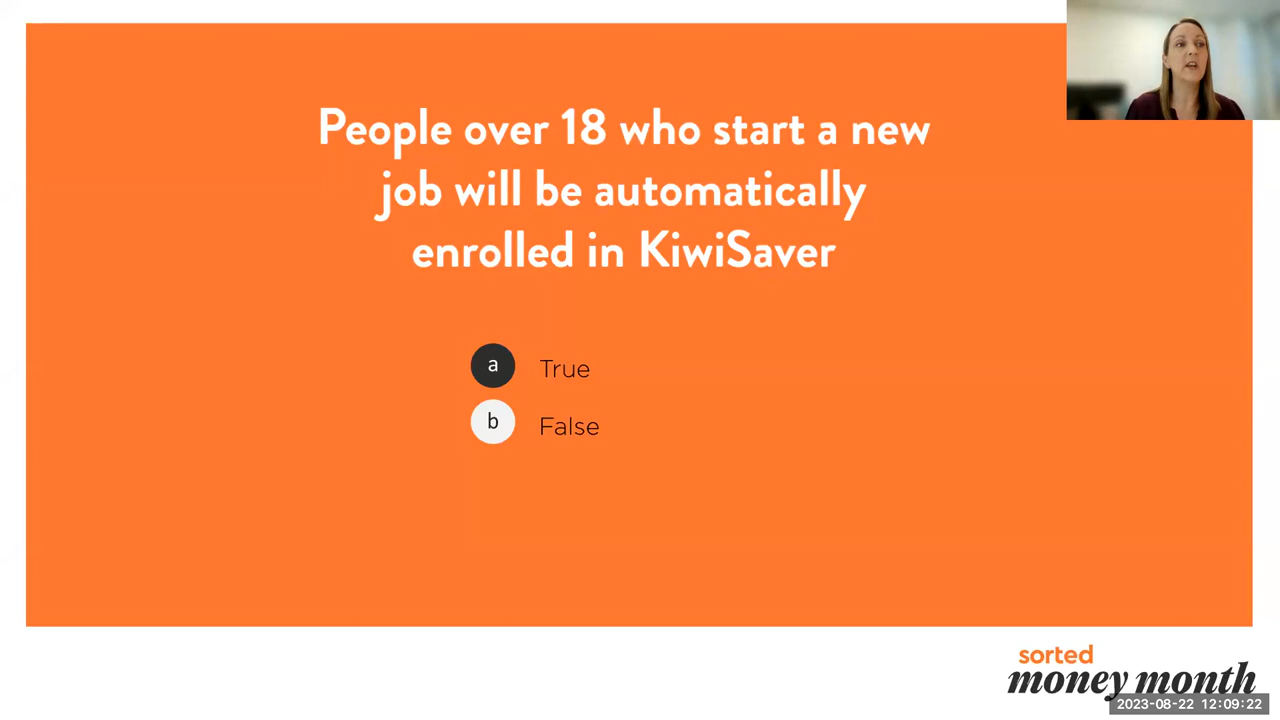 People over 18 who start a new
job will be automatically
enrolled in KiwiSaver
a True
b False
sorted
money month
2023-08-22 12:09:22